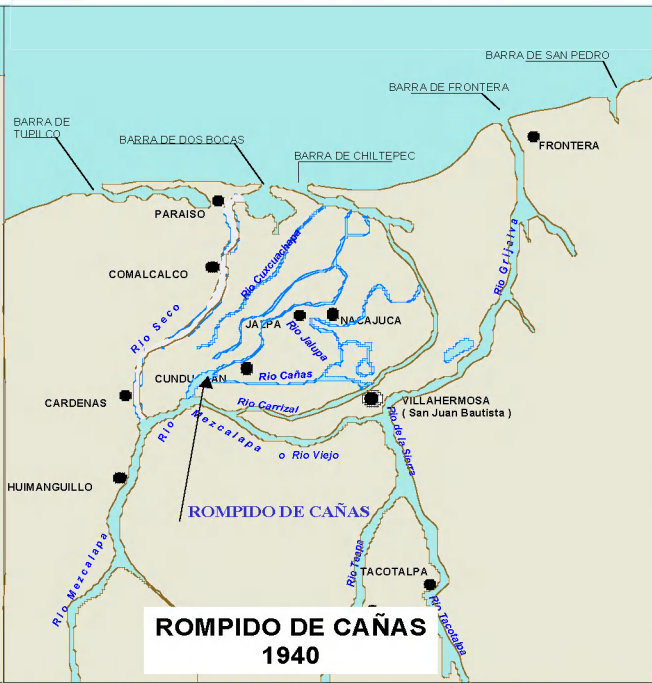 BARRA DE SAN PEDRO
BARRA DE FRONTERA
BARRA DE
TUPILCO
BARRA DE DOS BOCAS
FRONTERA
BARRA DE CHILTEPEC
PARAISO
Rio Grijalva
Rio Cuxcuachapa
COMALCALCO
Rio Seco
JALPA
NACAJUCA
Rio Jalupa
CUNDUACAN
Rio Cañas
CARDENAS
Rio Carrizal
VILLAHERMOSA
( San Juan Bautista )
Rio Mezcalapa
o Rio Viejo
Rio de la Sierra
HUIMANGUILLO
ROMPIDO DE CAÑAS
Rio Mezcalapa
Rio Teapa
TACOTALPA
Rio Tacotalpa
ROMPIDO DE CAÑAS
1940